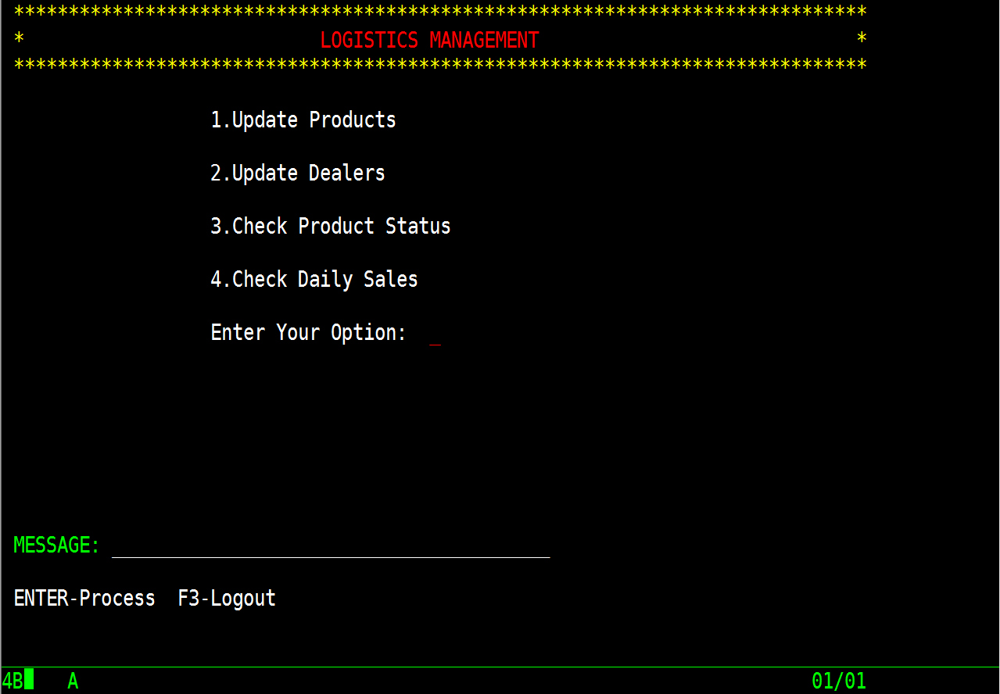 *******************************************************************************
* LOGISTICS MANAGEMENT *
*******************************************************************************
1.Update Products
2.Update Dealers
3.Check Product Status
4.Check Daily Sales
Enter Your Option: _
MESSAGE: ________________________________________
ENTER-Process F3-Logout
4B A 01/01